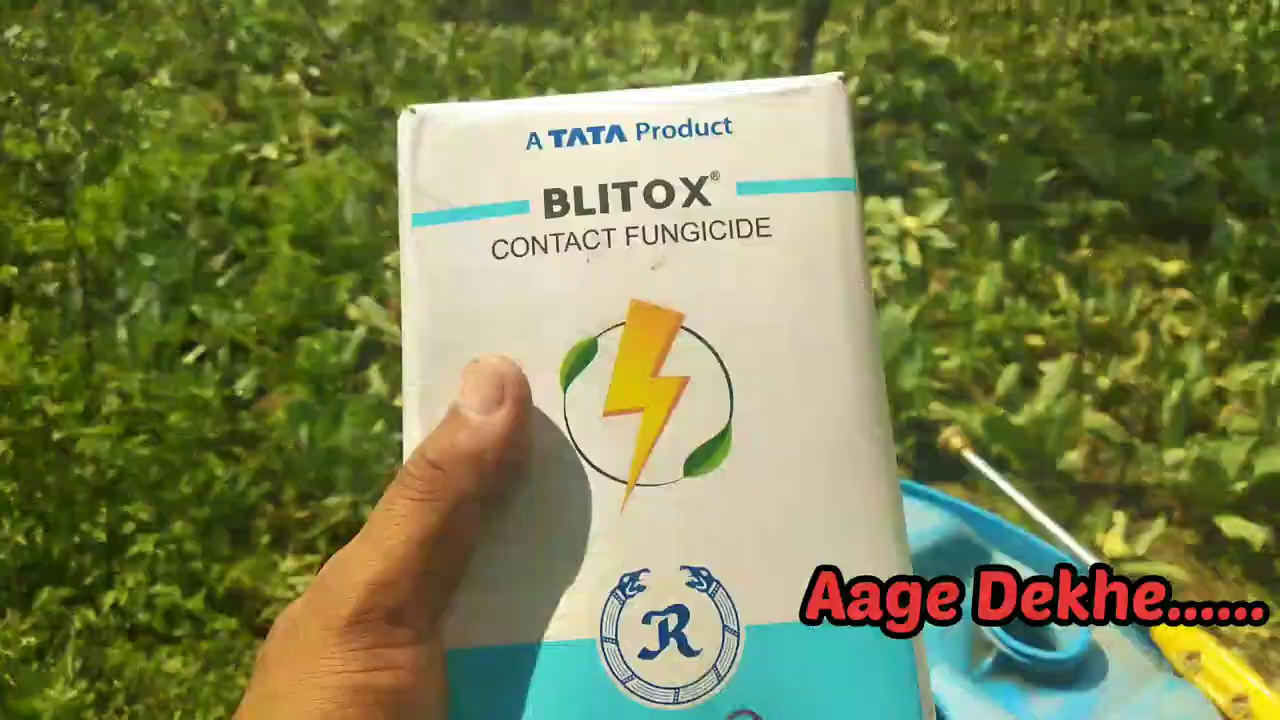 A TATA Product
BLITOX®
CONTACT FUNGICIDE
R
Aage Dekhe......